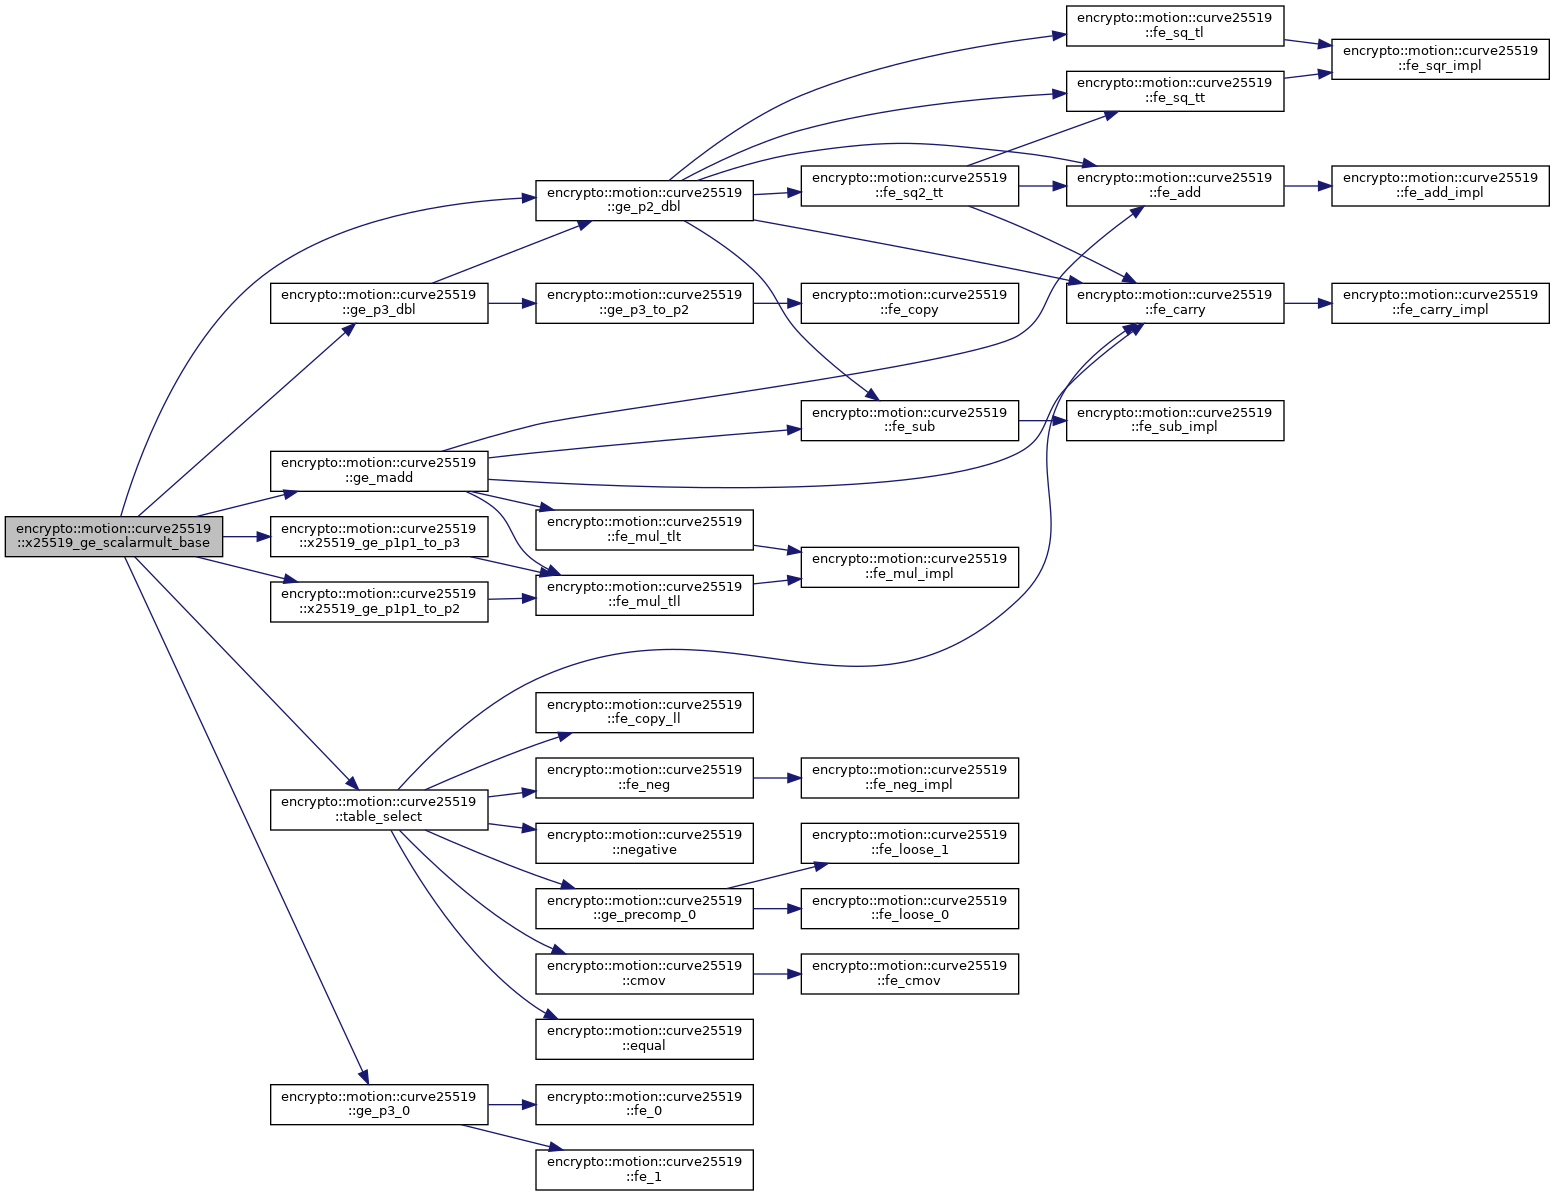 encrypto::motion::curve25519
::fe_sq_tl
encrypto::motion::curve25519
::fe_sqr_impl
encrypto::motion::curve25519
::fe_sq_tt
encrypto::motion::curve25519
::ge_p2_dbl
encrypto::motion::curve25519
::fe_sq2_tt
encrypto::motion::curve25519
::fe_add
encrypto::motion::curve25519
::fe_add_impl
encrypto::motion::curve25519
::ge_p3_dbl
encrypto::motion::curve25519
::ge_p3_to_p2
encrypto::motion::curve25519
::fe_copy
encrypto::motion::curve25519
::fe_carry
encrypto::motion::curve25519
::fe_carry_impl
encrypto::motion::curve25519
::fe_sub
encrypto::motion::curve25519
::fe_sub_impl
encrypto::motion::curve25519
::ge_madd
encrypto::motion::curve25519
::x25519_ge_scalarmult_base
encrypto::motion::curve25519
::x25519_ge_p1p1_to_p3
encrypto::motion::curve25519
::fe_mul_tlt
encrypto::motion::curve25519
::fe_mul_impl
encrypto::motion::curve25519
::x25519_ge_p1p1_to_p2
encrypto::motion::curve25519
::fe_mul_tll
encrypto::motion::curve25519
::fe_copy_ll
encrypto::motion::curve25519
::fe_neg
encrypto::motion::curve25519
::fe_neg_impl
encrypto::motion::curve25519
::table_select
encrypto::motion::curve25519
::negative
encrypto::motion::curve25519
::fe_loose_1
encrypto::motion::curve25519
::ge_precomp_0
encrypto::motion::curve25519
::fe_loose_0
encrypto::motion::curve25519
::cmov
encrypto::motion::curve25519
::fe_cmov
encrypto::motion::curve25519
::equal
encrypto::motion::curve25519
::ge_p3_0
encrypto::motion::curve25519
::fe_0
encrypto::motion::curve25519
::fe_1